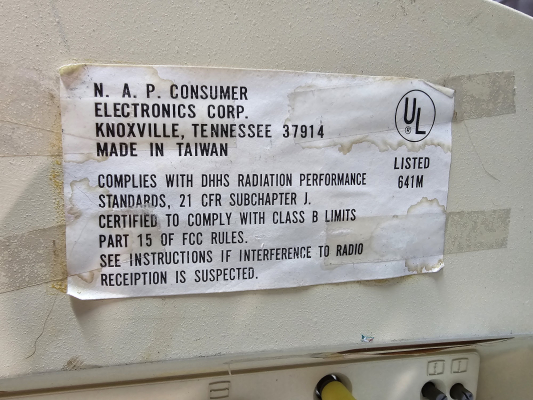 N. A. P. CONSUMER
ELECTRONICS CORP.
KNOXVILLE, TENNESSEE 37914
MADE IN TAIWAN
UL
LISTED
641M
COMPLIES WITH DHHS RADIATION PERFORMANCE
STANDARDS, 21 CFR SUBCHAPTER J.
CERTIFIED TO COMPLY WITH CLASS B LIMITS
PART 15 OF FCC RULES.
SEE INSTRUCTIONS IF INTERFERENCE TO RADIO
RECEIPTION IS SUSPECTED.